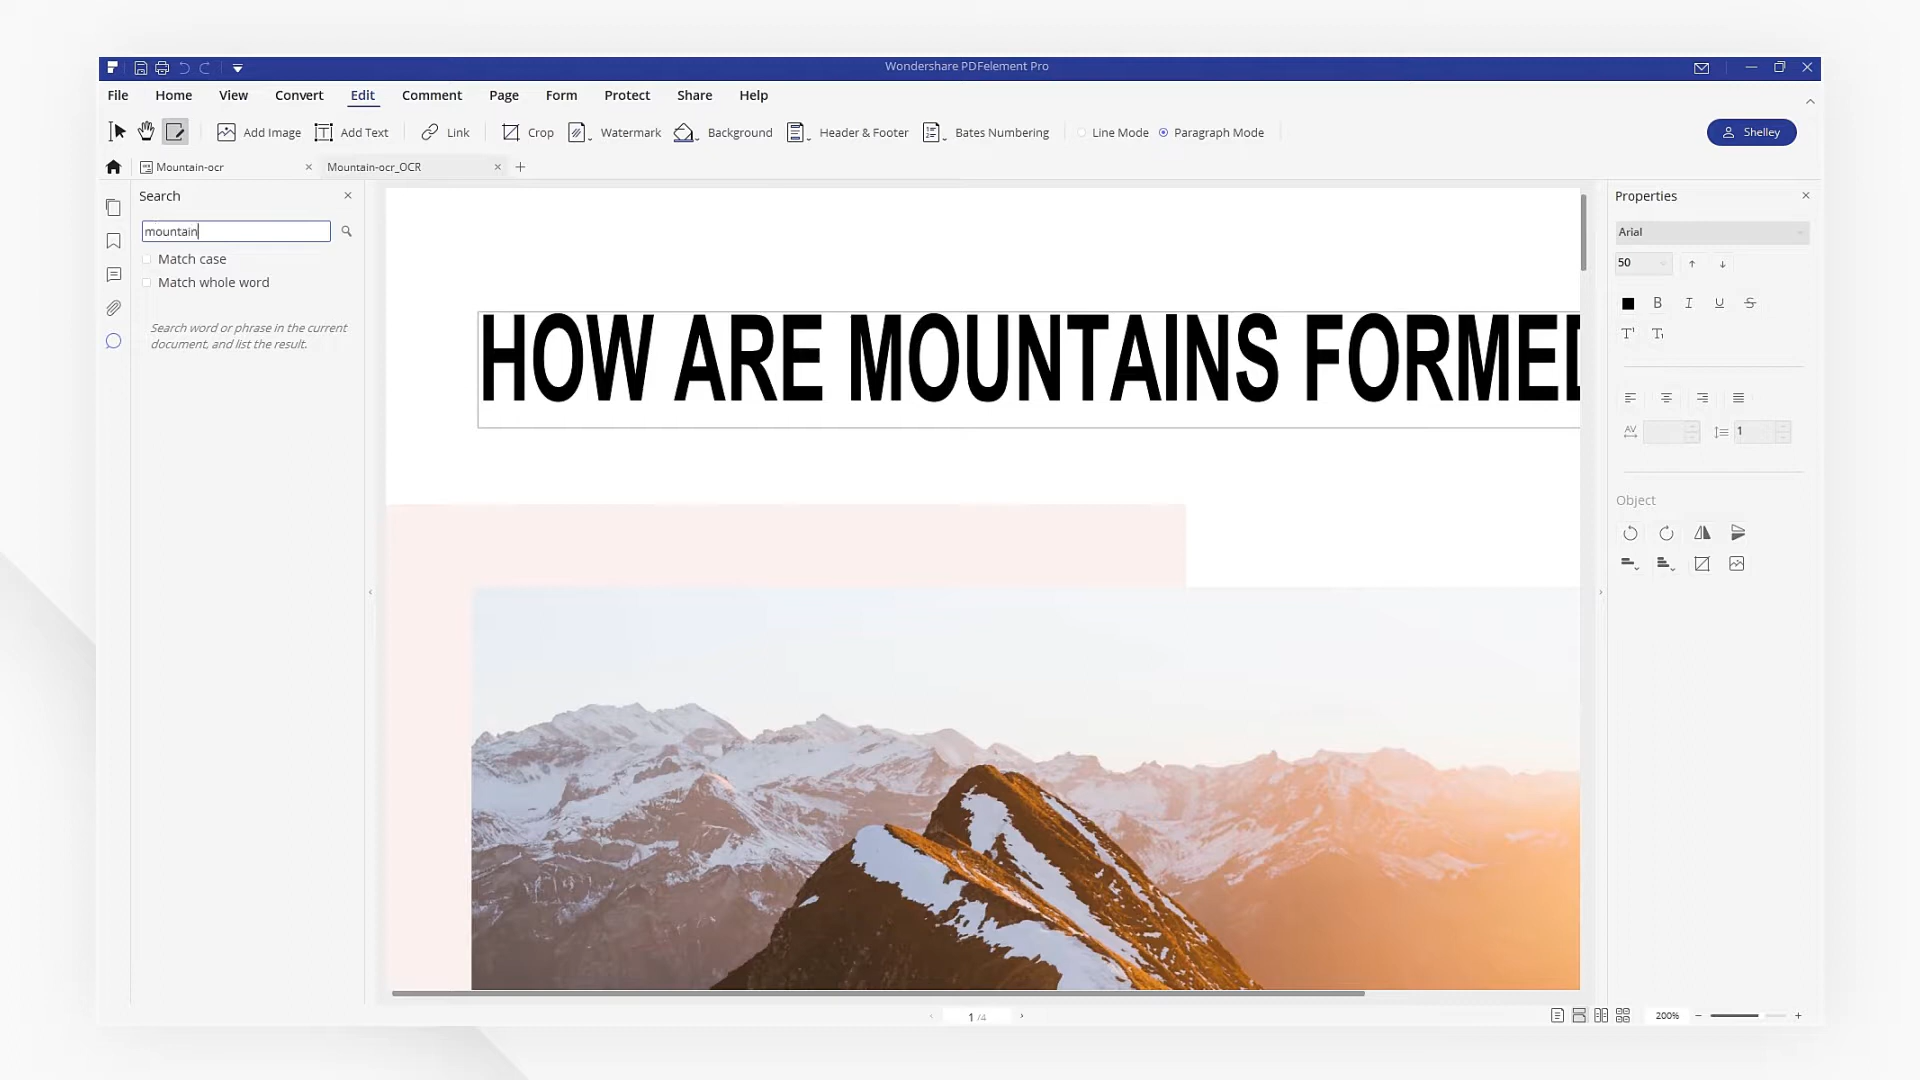 Wondershare PDFelement Pro
File Home View Convert Edit Comment Page Form Protect Share Help
Add Image Add Text Link Crop Watermark Background Header & Footer Bates Numbering Line Mode Paragraph Mode Shelley
Mountain-ocr Mountain-ocr_OCR
Search
mountain
Match case
Match whole word
Search word or phrase in the current
document, and list the result.
HOW ARE MOUNTAINS FORMED
Properties
Arial
50
B I U S
T T
AV 1
Object
1 /4
200%